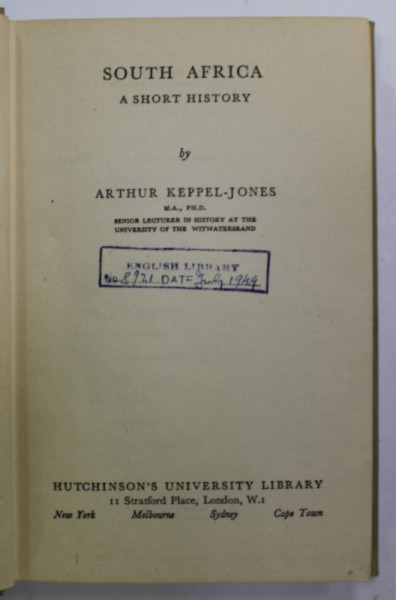 SOUTH AFRICA
A SHORT HISTORY
by
ARTHUR KEPPEL-JONES
M.A., PH.D.
SENIOR LECTURER IN HISTORY AT THE
UNIVERSITY OF THE WITWATERSRAND
ENGLISH LIBRARY
No 8921 DATE July 1949
HUTCHINSON'S UNIVERSITY LIBRARY
11 Stratford Place, London, W.1
New York Melbourne Sydney Cape Town